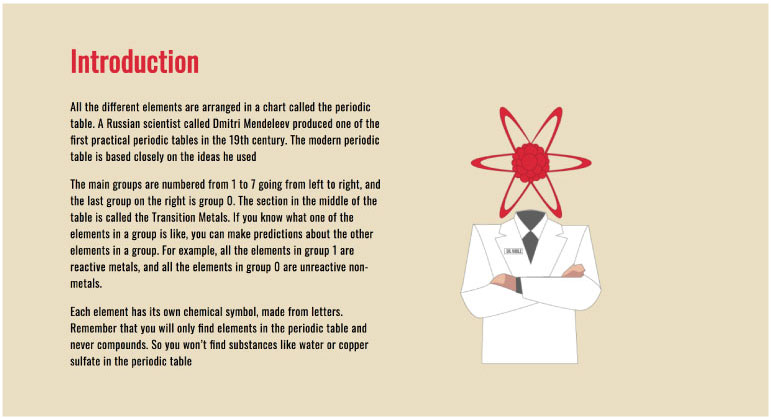 Introduction
All the different elements are arranged in a chart called the periodic
table. A Russian scientist called Dmitri Mendeleev produced one of the
first practical periodic tables in the 19th century. The modern periodic
table is based closely on the ideas he used
The main groups are numbered from 1 to 7 going from left to right, and
the last group on the right is group 0. The section in the middle of the
table is called the Transition Metals. If you know what one of the
elements in a group is like, you can make predictions about the other
elements in a group. For example, all the elements in group 1 are
reactive metals, and all the elements in group 0 are unreactive non-
metals.
Each element has its own chemical symbol, made from letters.
Remember that you will only find elements in the periodic table and
never compounds. So you won't find substances like water or copper
sulfate in the periodic table